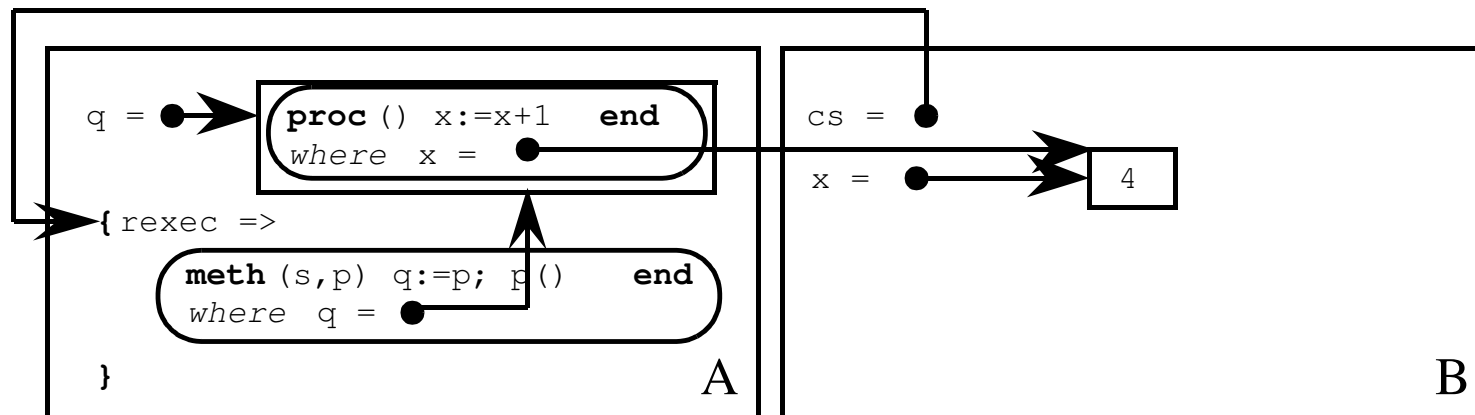 q = proc () x:=x+1 end
where x =
{ rexec =>
meth (s,p) q:=p; p() end
where q =
}
A
cs =
x = 4
B